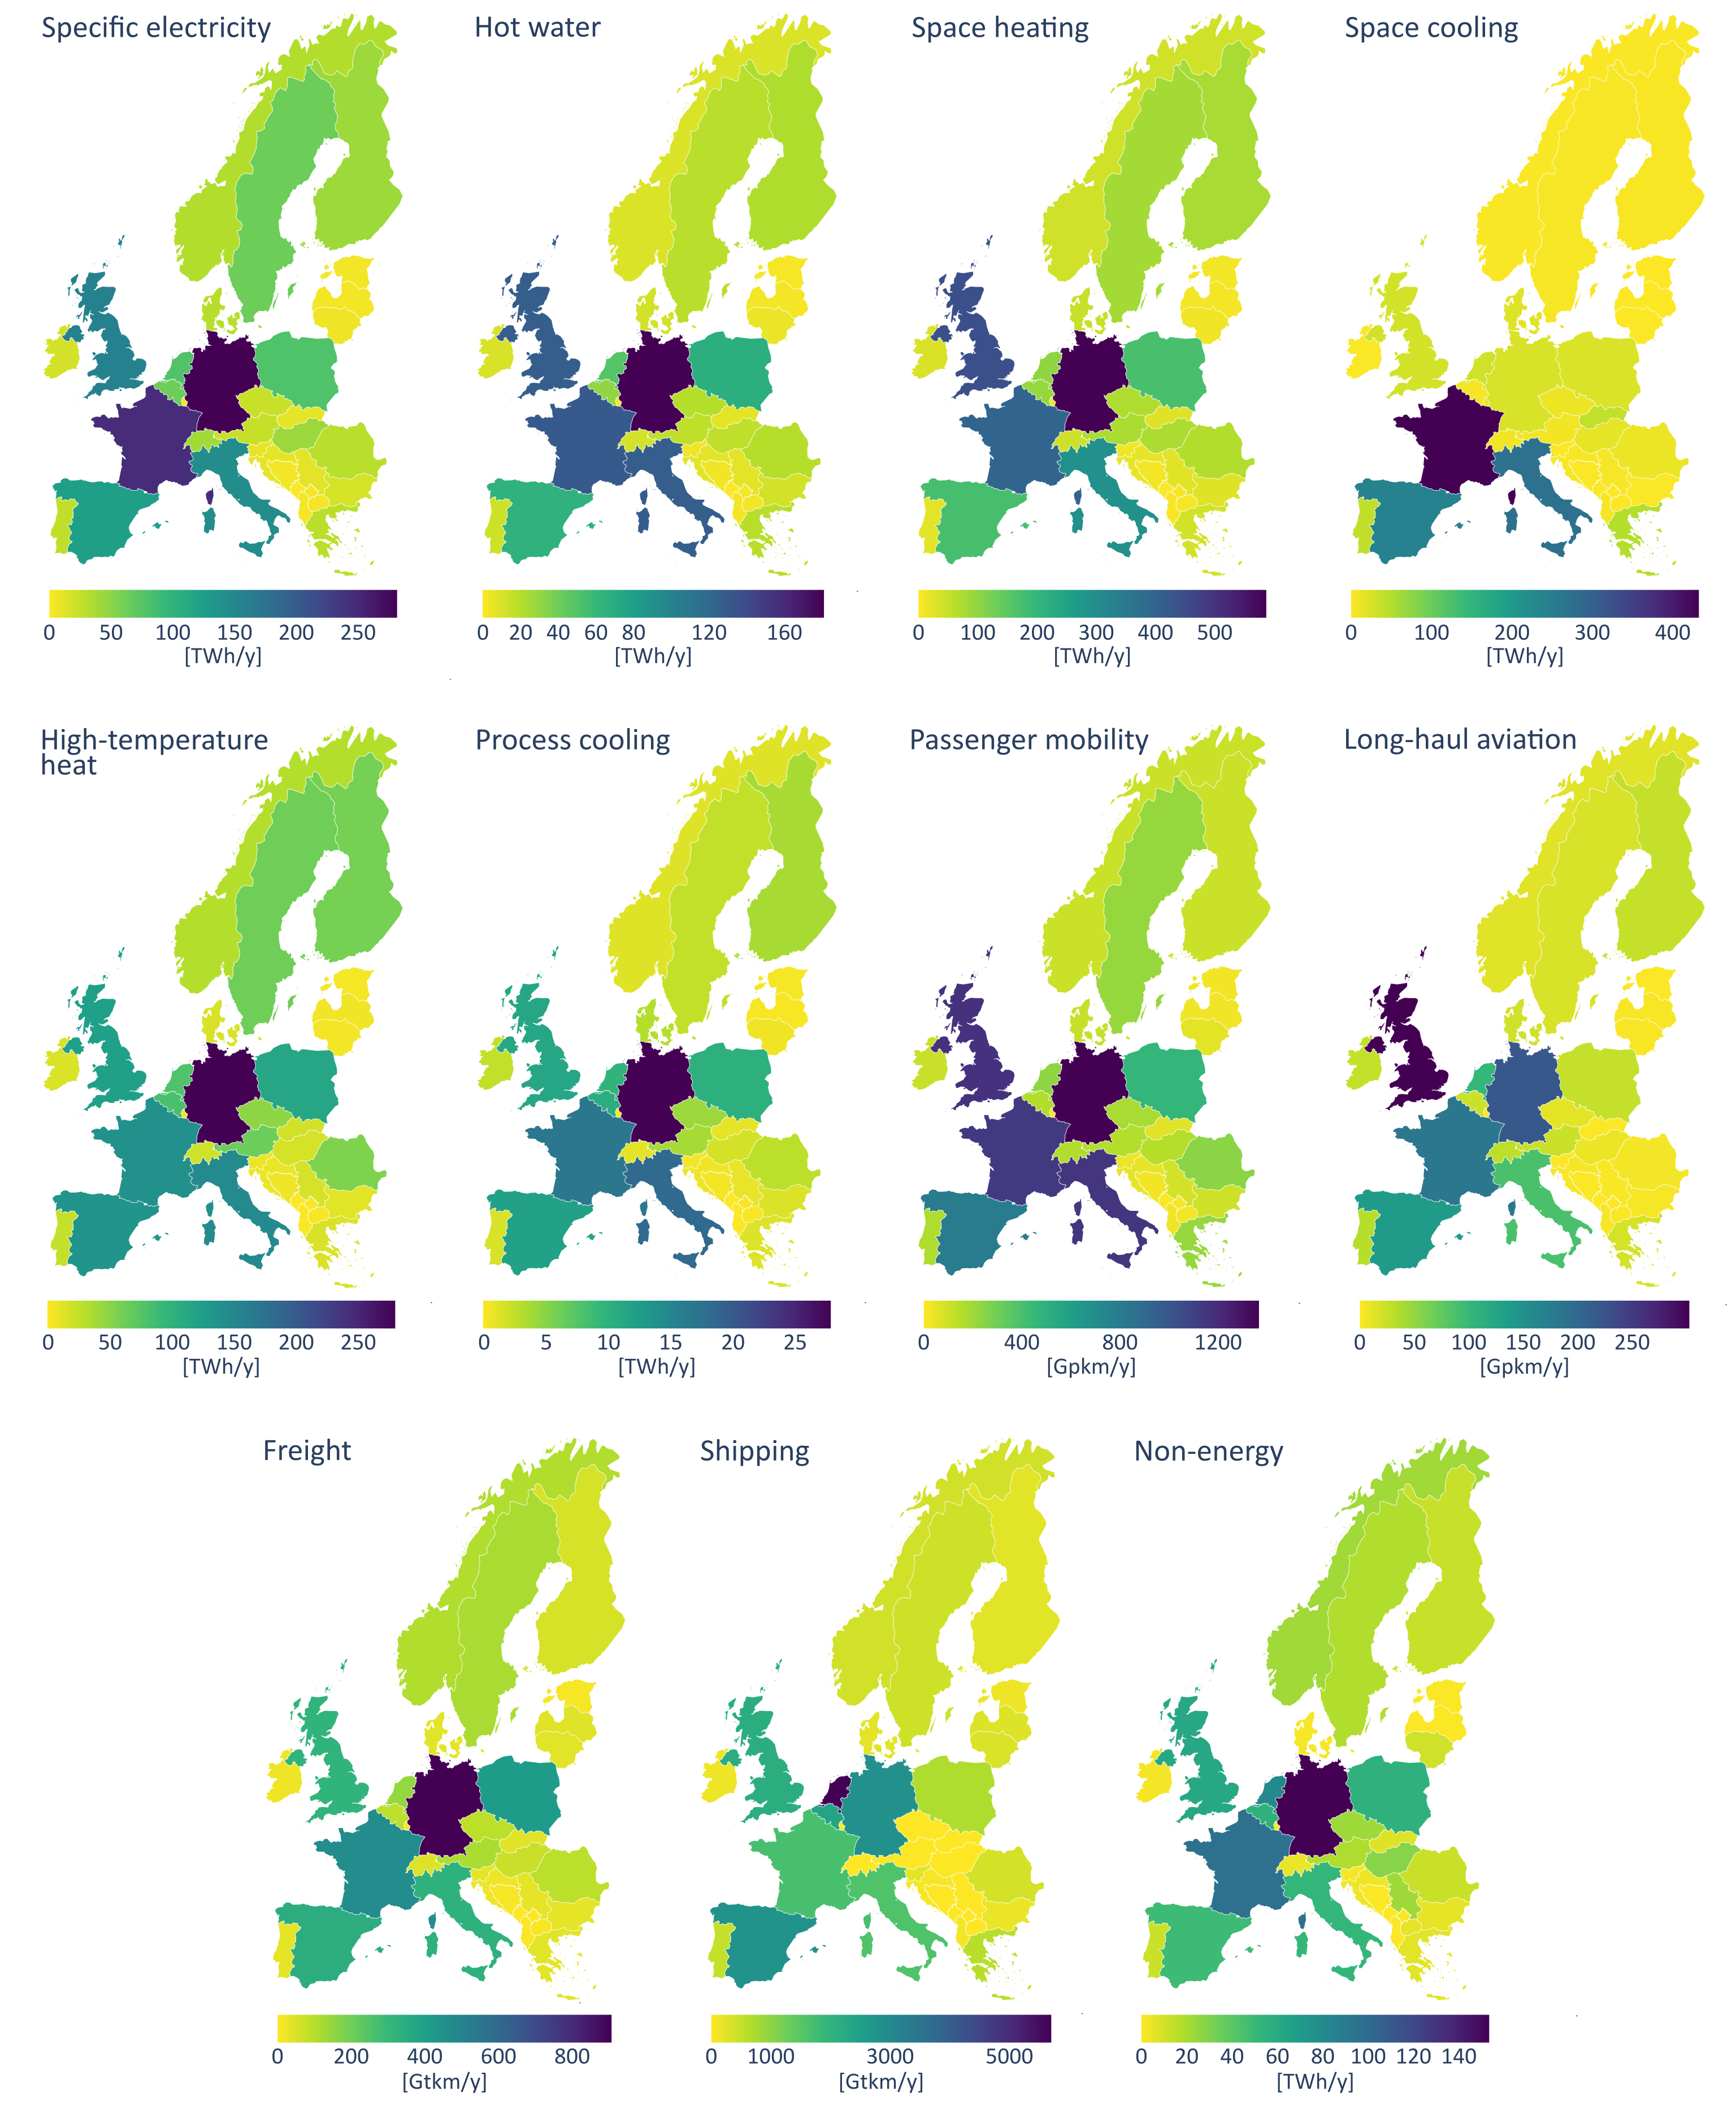 Specific electricity
Hot water
Space heating
Space cooling
0 50 100 150 200 250
[TWh/y]
0 20 40 60 80 120 160
[TWh/y]
0 100 200 300 400 500
[TWh/y]
0 100 200 300 400
[TWh/y]
High-temperature
heat
Process cooling
Passenger mobility
Long-haul aviation
0 50 100 150 200 250
[TWh/y]
0 5 10 15 20 25
[TWh/y]
0 400 800 1200
[Gpkm/y]
0 50 100 150 200 250
[Gpkm/y]
Freight
Shipping
Non-energy
0 200 400 600 800
[Gtkm/y]
0 1000 3000 5000
[Gtkm/y]
0 20 40 60 80 100 120 140
[TWh/y]